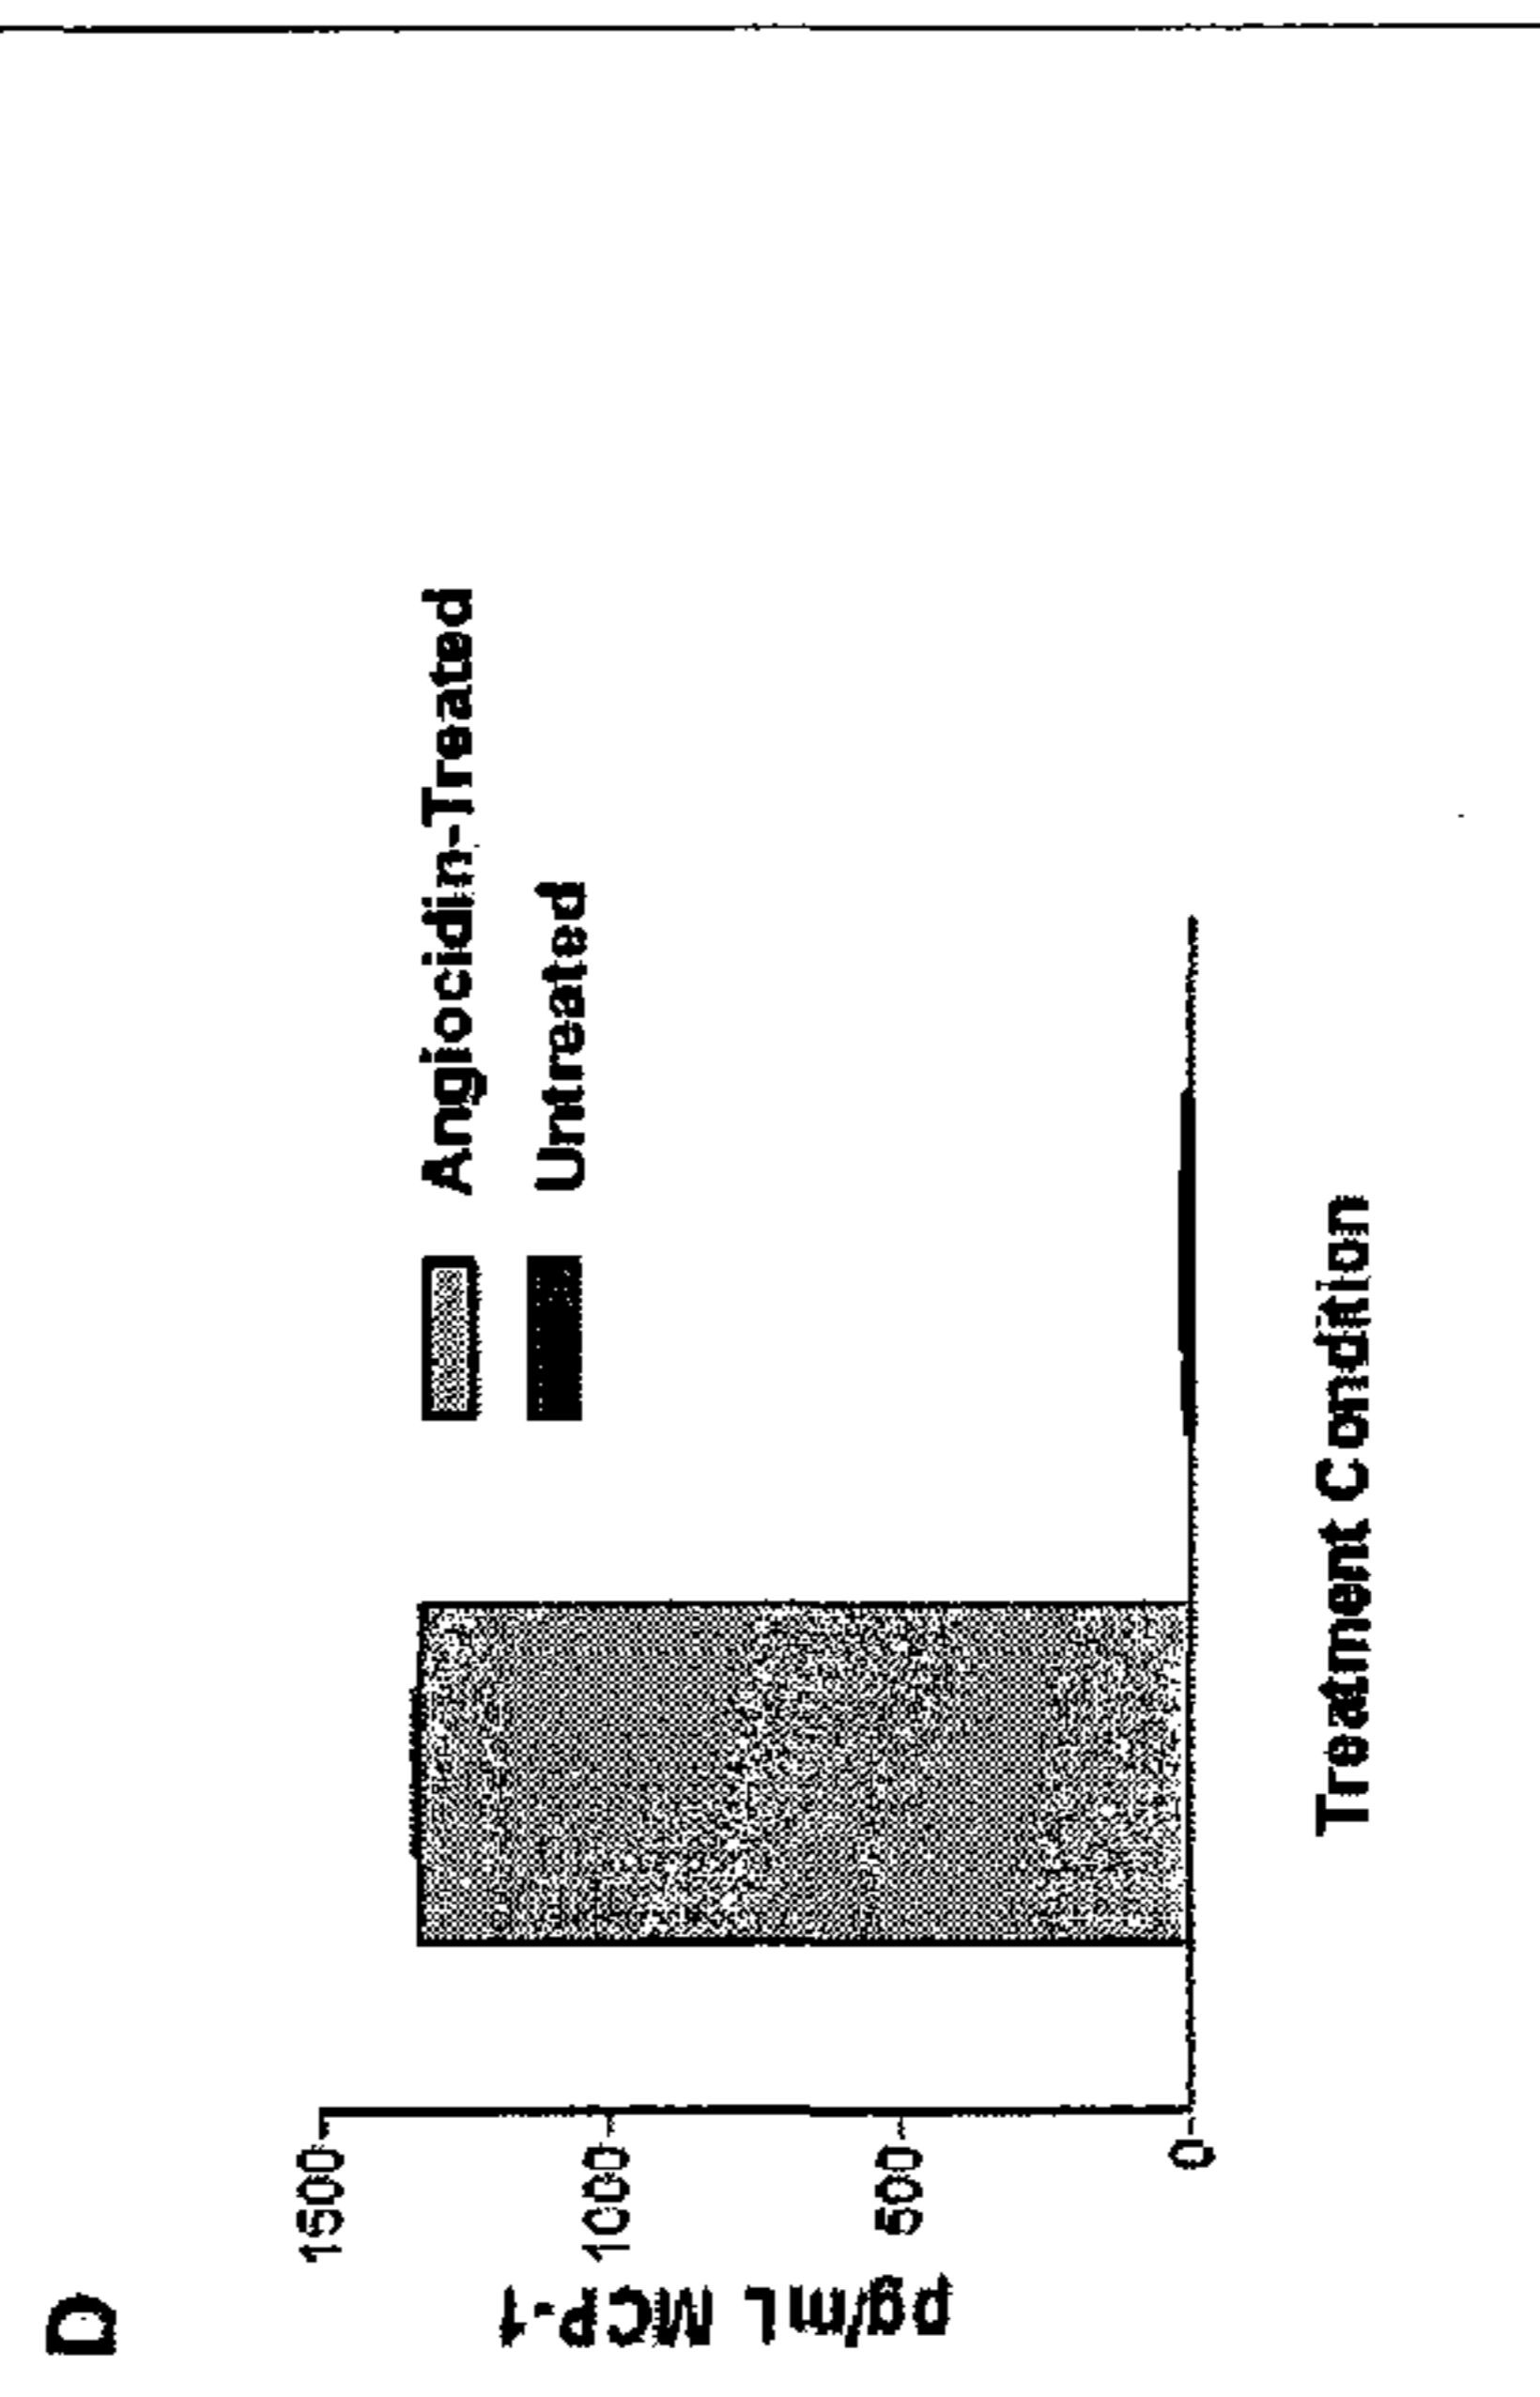 D
pg/mL MCP-1
1500
1000
500
0
Angiocidin-Treated
Untreated
Treatment Condition